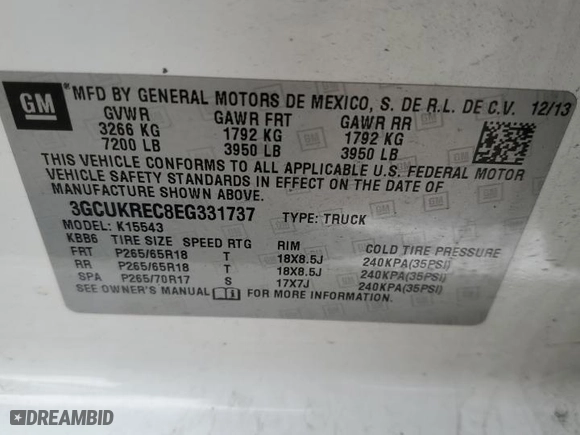 GM
MFD BY GENERAL MOTORS DE MEXICO, S. DE R.L. DE C.V. 12/13
GVWR GAWR FRT GAWR RR
3266 KG 1792 KG 1792 KG
7200 LB 3950 LB 3950 LB
THIS VEHICLE CONFORMS TO ALL APPLICABLE U.S. FEDERAL MOTOR
VEHICLE SAFETY STANDARDS IN EFFECT ON THE DATE OF
MANUFACTURE SHOWN ABOVE.
3GCUKREC8EG331737 TYPE: TRUCK
MODEL: K15543
KBB6 TIRE SIZE SPEED RTG RIM COLD TIRE PRESSURE
FRT P265/65R18 T 18X8.5J 240KPA(35PSI)
RR P265/65R18 T 18X8.5J 240KPA(35PSI)
SPA P265/70R17 S 17X7J 240KPA(35PSI)
SEE OWNER'S MANUAL FOR MORE INFORMATION.
DREAMBID